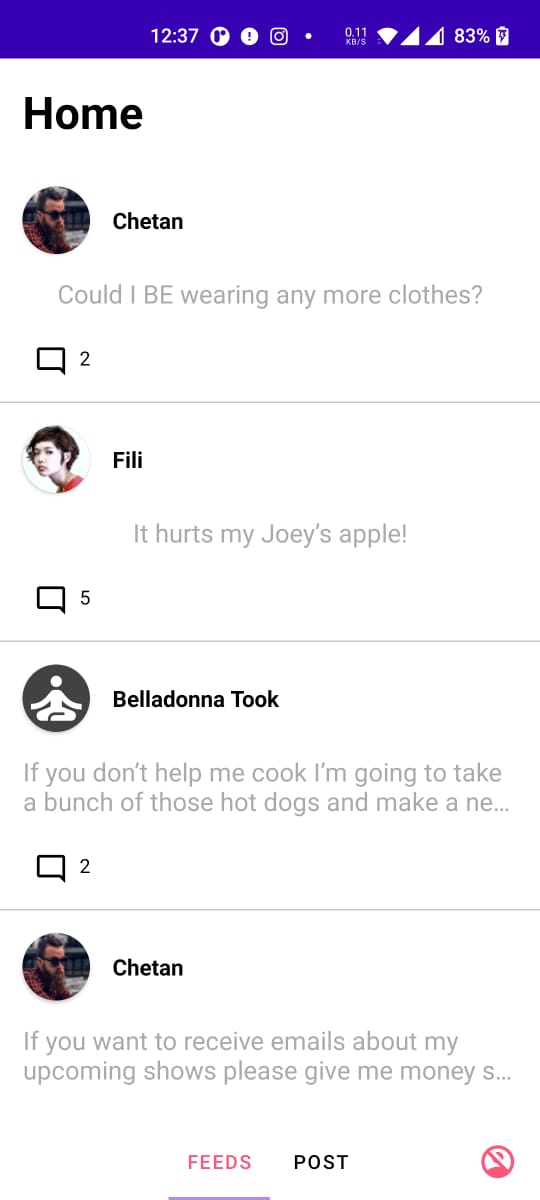 12:37 0.11 KB/S 83%
Home
Chetan
Could I BE wearing any more clothes?
2
Fili
It hurts my Joey’s apple!
5
Belladonna Took
If you don’t help me cook I’m going to take
a bunch of those hot dogs and make a ne…
2
Chetan
If you want to receive emails about my
upcoming shows please give me money s…
FEEDS POST